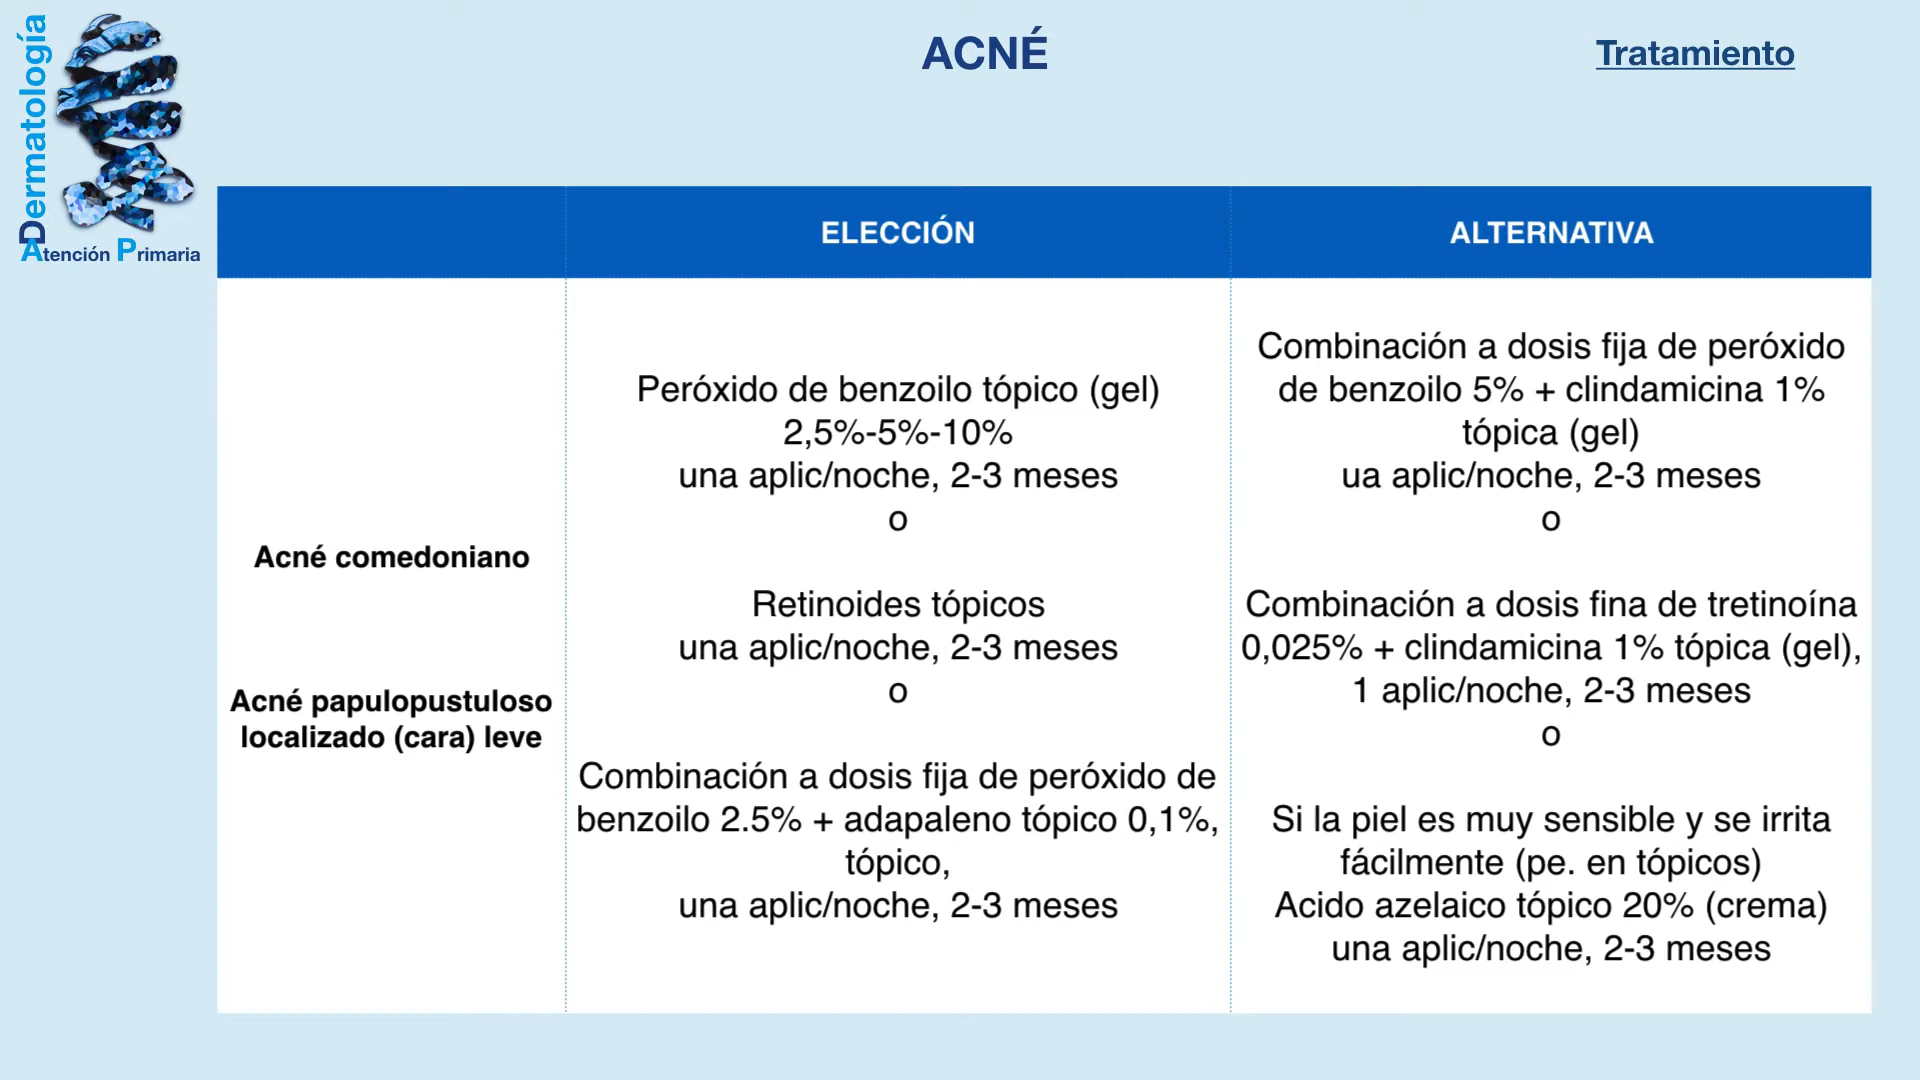 Dermatología
Atención Primaria
ACNÉ
Tratamiento
ELECCIÓN
ALTERNATIVA
Acné comedoniano
Acné papulopustuloso
localizado (cara) leve
Peróxido de benzoilo tópico (gel)
2,5%-5%-10%
una aplic/noche, 2-3 meses
o
Retinoides tópicos
una aplic/noche, 2-3 meses
o
Combinación a dosis fija de peróxido de
benzoilo 2.5% + adapaleno tópico 0,1%,
tópico,
una aplic/noche, 2-3 meses
Combinación a dosis fija de peróxido
de benzoilo 5% + clindamicina 1%
tópica (gel)
ua aplic/noche, 2-3 meses
o
Combinación a dosis fina de tretinoína
0,025% + clindamicina 1% tópica (gel),
1 aplic/noche, 2-3 meses
o
Si la piel es muy sensible y se irrita
fácilmente (pe. en tópicos)
Acido azelaico tópico 20% (crema)
una aplic/noche, 2-3 meses